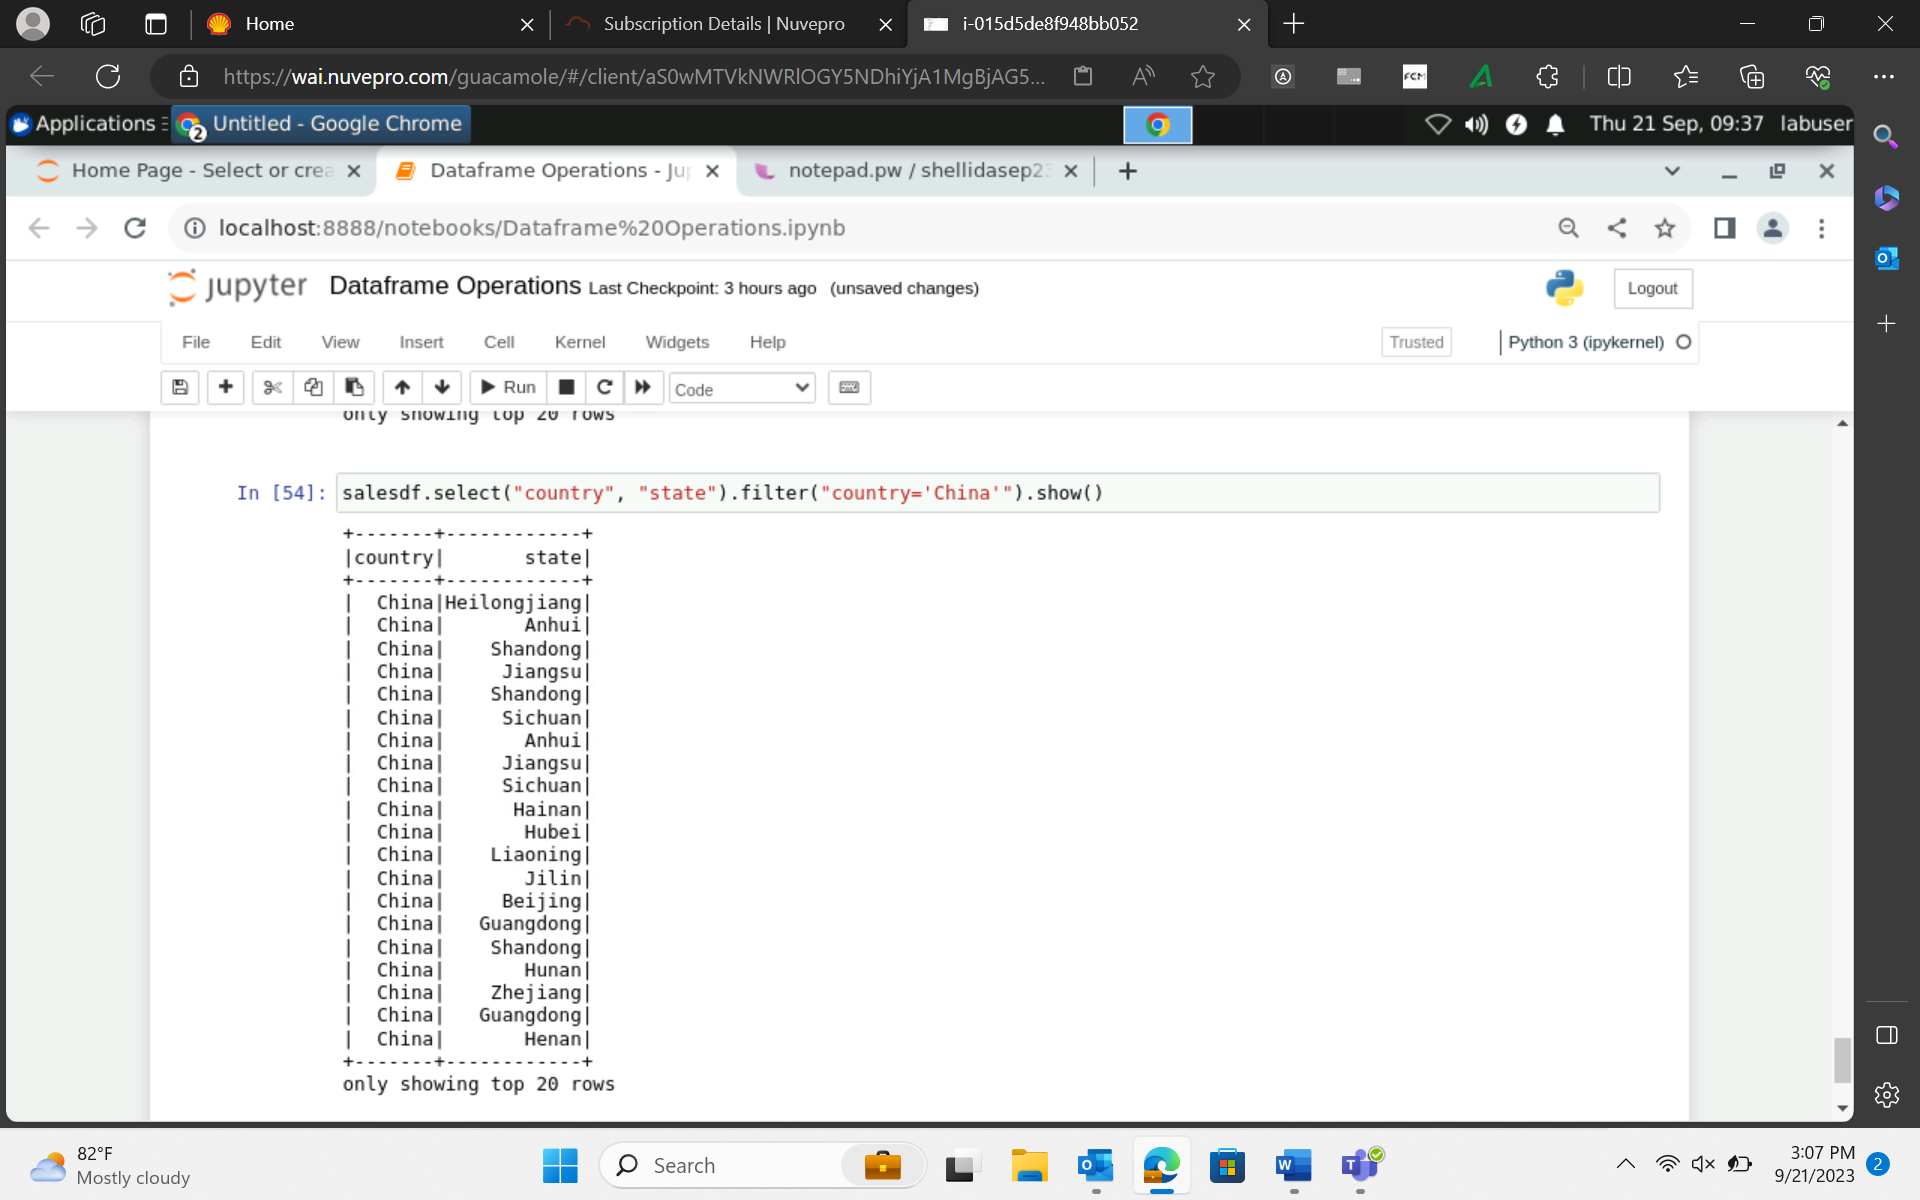 Home
Subscription Details | Nuvepro
i-015d5de8f948bb052
https://wai.nuvepro.com/guacamole/#/client/aS0wMTVkNWRlOGY5NDhiYjA1MgBjAG5...
FCM
Applications
2
Untitled - Google Chrome
Thu 21 Sep, 09:37
labuser
Home Page - Select or crea
Dataframe Operations - Ju
notepad.pw / shellidasep23
localhost:8888/notebooks/Dataframe%20Operations.ipynb
jupyter
Dataframe Operations Last Checkpoint: 3 hours ago (unsaved changes)
Logout
File Edit View Insert Cell Kernel Widgets Help
Trusted
Python 3 (ipykernel)
Run
Code
only showing top 20 rows
In [54]: salesdf.select("country", "state").filter("country='China'").show()
+-------+------------+
|country|       state|
+-------+------------+
|  China|Heilongjiang|
|  China|       Anhui|
|  China|    Shandong|
|  China|     Jiangsu|
|  China|    Shandong|
|  China|     Sichuan|
|  China|       Anhui|
|  China|     Jiangsu|
|  China|     Sichuan|
|  China|      Hainan|
|  China|       Hubei|
|  China|    Liaoning|
|  China|       Jilin|
|  China|     Beijing|
|  China|   Guangdong|
|  China|    Shandong|
|  China|       Hunan|
|  China|    Zhejiang|
|  China|   Guangdong|
|  China|       Henan|
+-------+------------+
only showing top 20 rows
82°F
Mostly cloudy
Search
3:07 PM
9/21/2023
2